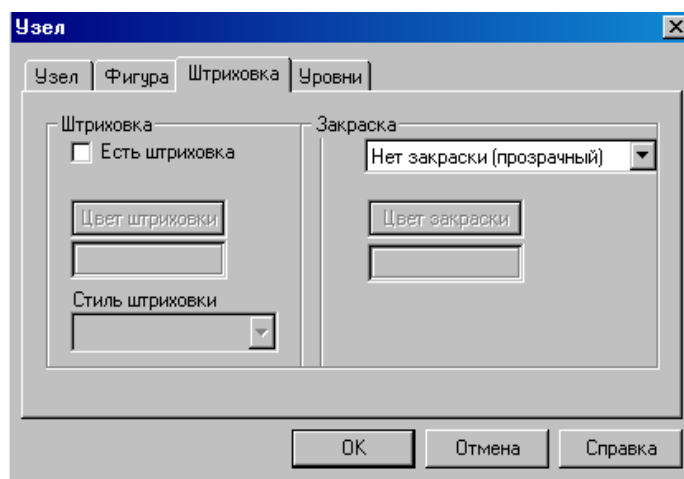 Узел
Узел Фигура Штриховка Уровни
Штриховка Закраска
Есть штриховка Нет закраски (прозрачный)
Цвет штриховки Цвет закраски
Стиль штриховки
OK Отмена Справка